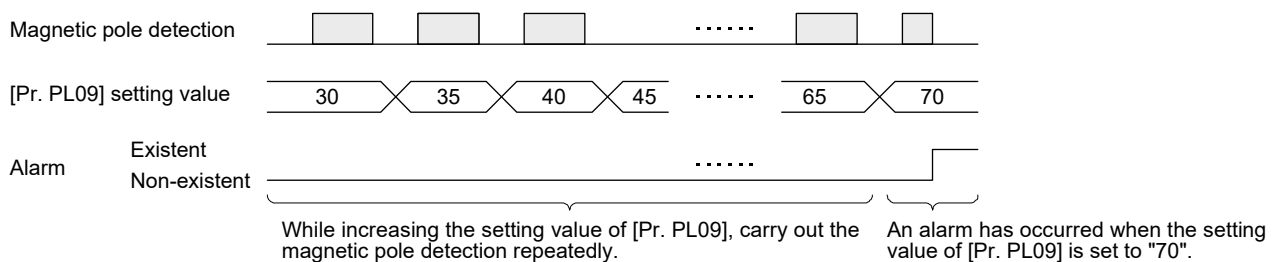 Magnetic pole detection
[Pr. PL09] setting value 30 35 40 45 65 70
Existent
Alarm
Non-existent
While increasing the setting value of [Pr. PL09], carry out the
magnetic pole detection repeatedly.
An alarm has occurred when the setting
value of [Pr. PL09] is set to "70".